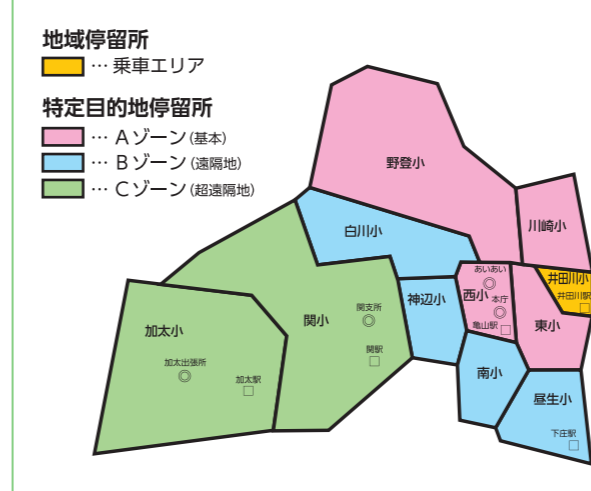 地域停留所
… 乗車エリア
特定目的地停留所
… Aゾーン(基本)
… Bゾーン(遠隔地)
… Cゾーン(超遠隔地)
野登小
川崎小
白川小
あいあい
井田川小
井田川駅
神辺小
西小
本庁
亀山駅
東小
関支所
関小
関駅
加太小
加太出張所
加太駅
南小
昼生小
下庄駅